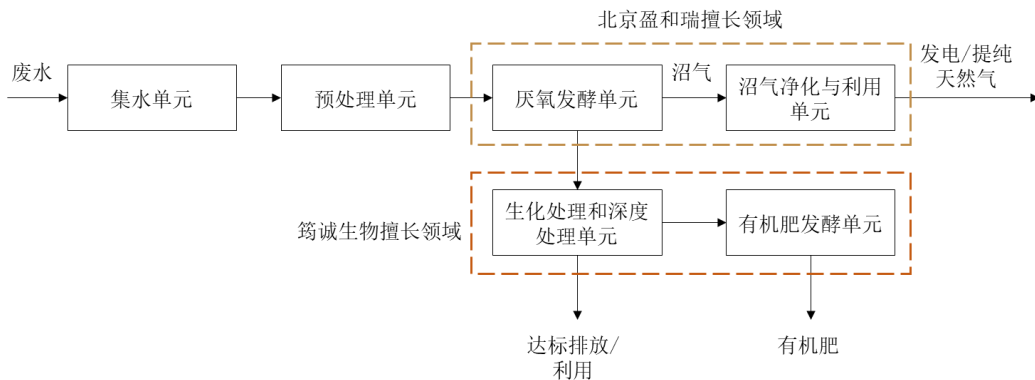 北京盈和瑞擅长领域
废水
集水单元
预处理单元
厌氧发酵单元
沼气
沼气净化与利用
单元
发电/提纯
天然气
筠诚生物擅长领域
生化处理和深度
处理单元
有机肥发酵单元
达标排放/
利用
有机肥